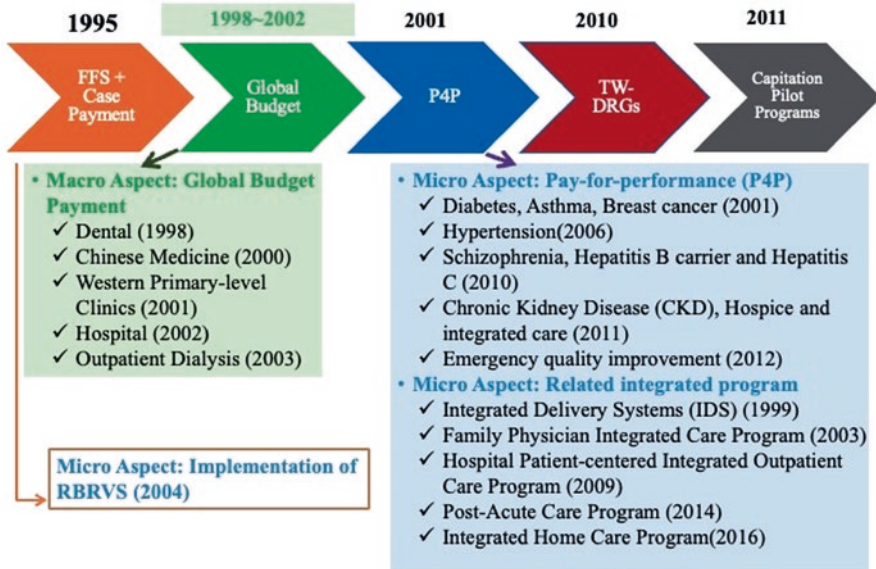 1995
1998~2002
2001
2010
2011
FFS +
Case
Payment
Global
Budget
P4P
TW-
DRGs
Capitation
Pilot
Programs
• Macro Aspect: Global Budget
Payment
✓ Dental (1998)
✓ Chinese Medicine (2000)
✓ Western Primary-level
Clinics (2001)
✓ Hospital (2002)
✓ Outpatient Dialysis (2003)
Micro Aspect: Implementation of
RBRVS (2004)
• Micro Aspect: Pay-for-performance (P4P)
✓ Diabetes, Asthma, Breast cancer (2001)
✓ Hypertension(2006)
✓ Schizophrenia, Hepatitis B carrier and Hepatitis
C (2010)
✓ Chronic Kidney Disease (CKD), Hospice and
integrated care (2011)
✓ Emergency quality improvement (2012)
• Micro Aspect: Related integrated program
✓ Integrated Delivery Systems (IDS) (1999)
✓ Family Physician Integrated Care Program (2003)
✓ Hospital Patient-centered Integrated Outpatient
Care Program (2009)
✓ Post-Acute Care Program (2014)
✓ Integrated Home Care Program(2016)